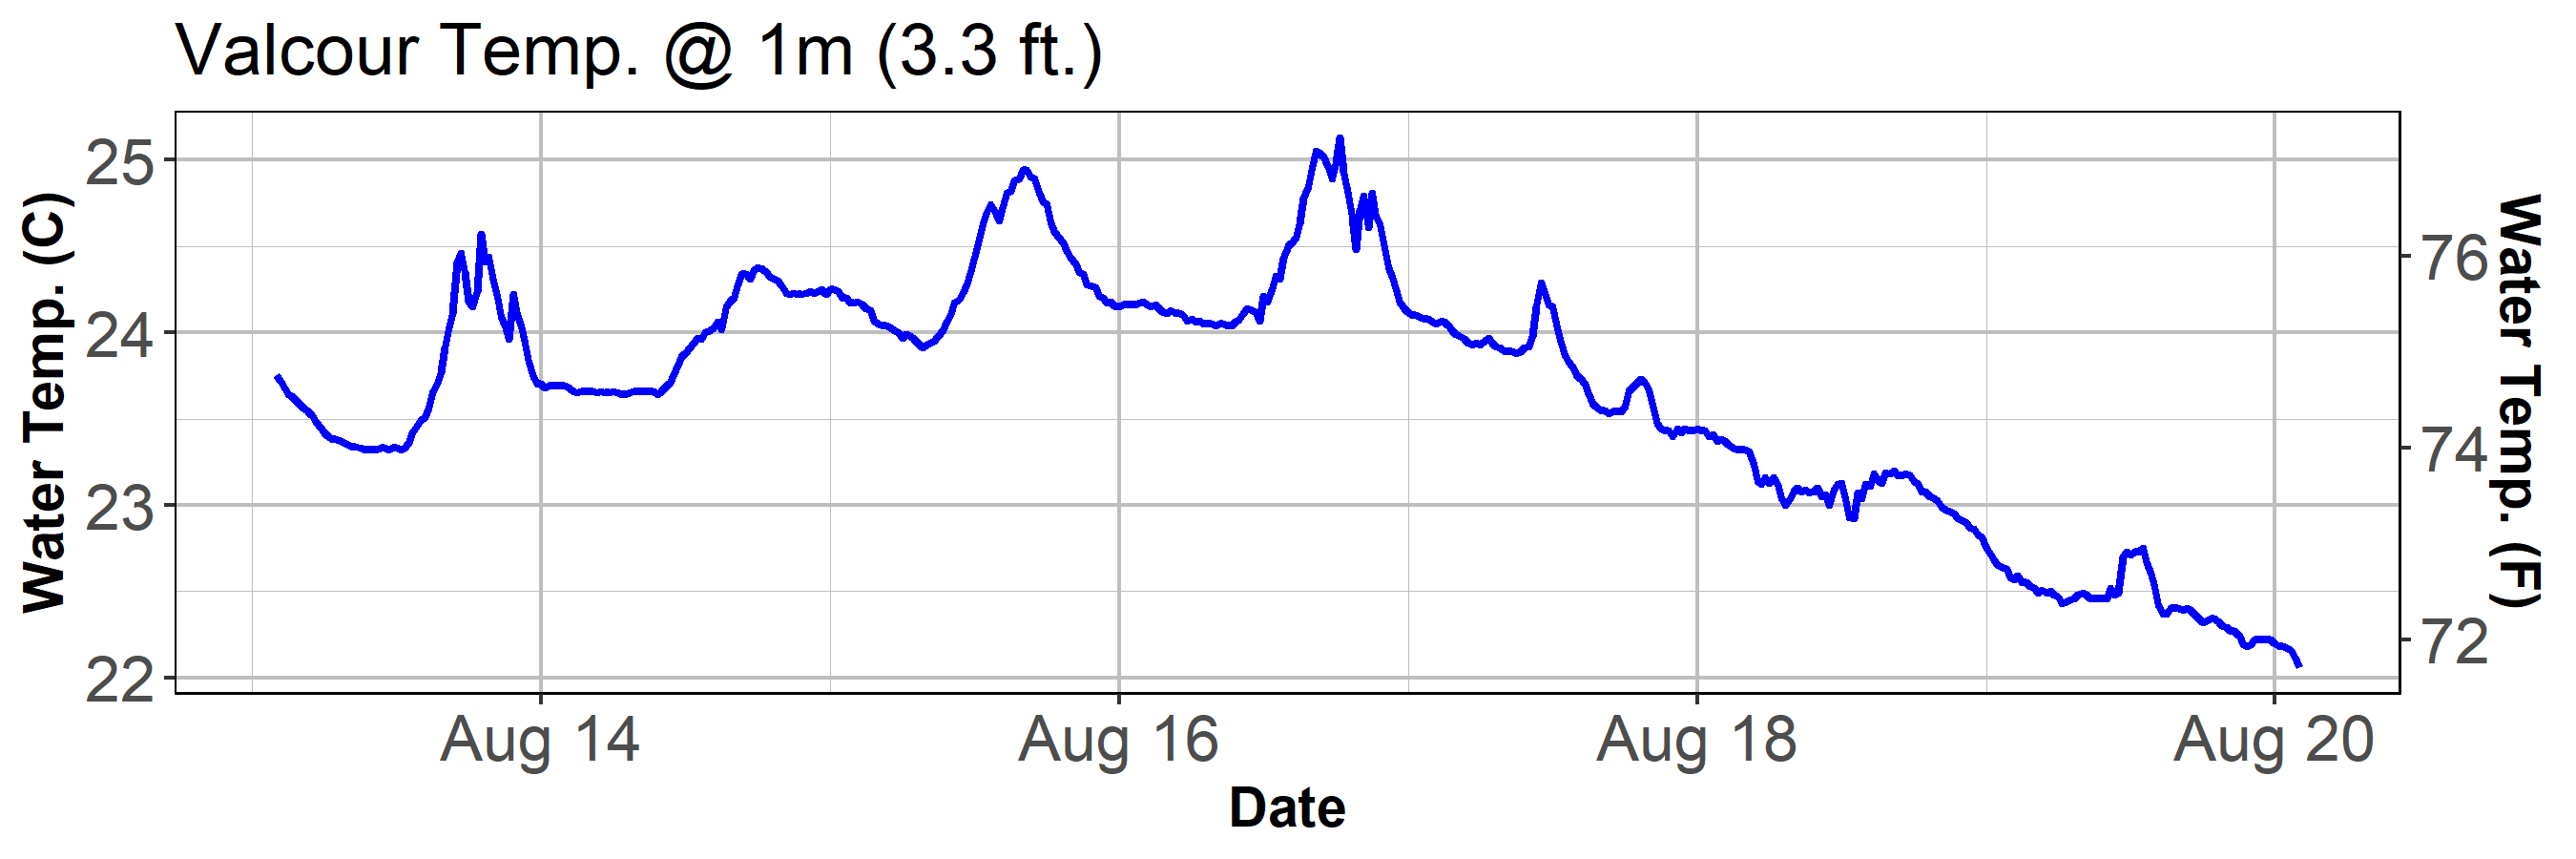 Valcour Temp. @ 1m (3.3 ft.)
Water Temp. (C)
25
24
23
22
76
74
72
Water Temp. (F)
Aug 14
Aug 16
Aug 18
Aug 20
Date